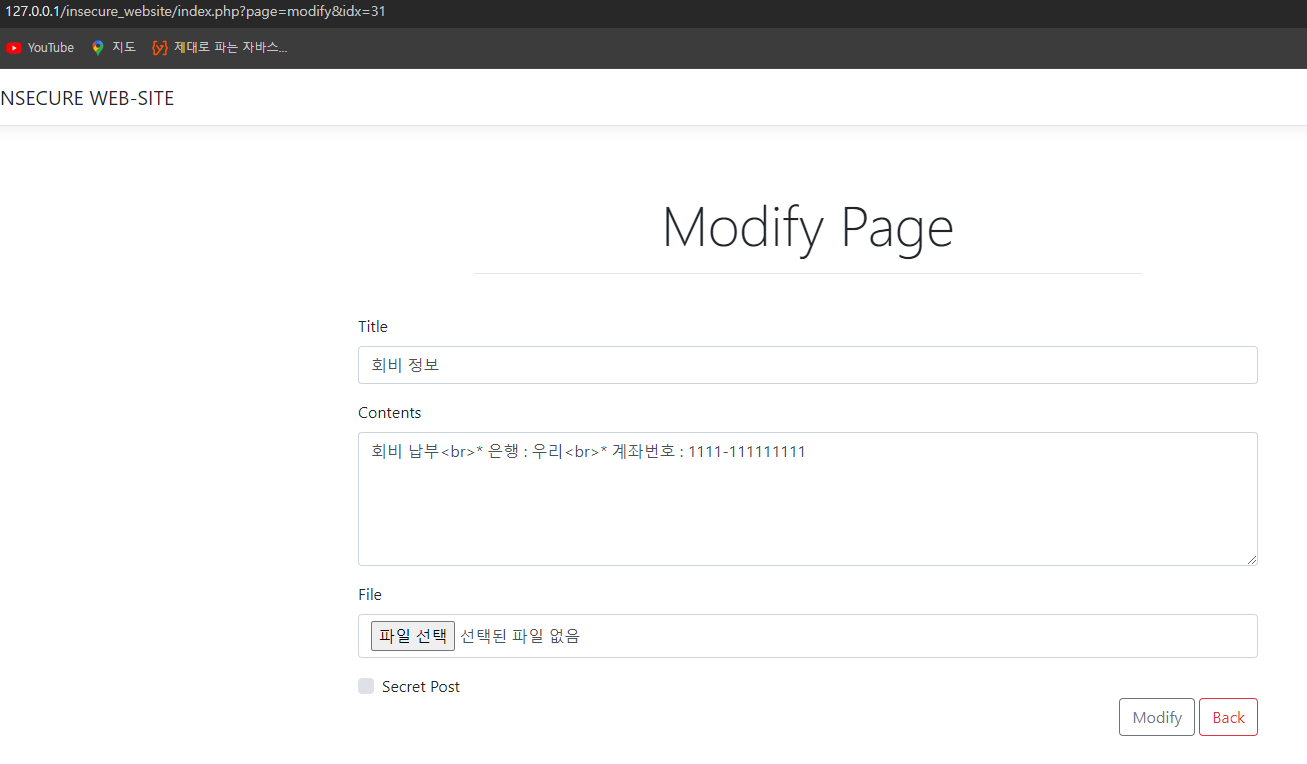 127.0.0.1/insecure_website/index.php?page=modify&idx=31
YouTube 지도 {y} 제대로 파는 자바스...
NSECURE WEB-SITE
Modify Page
Title
회비 정보
Contents
회비 납부<br>* 은행 : 우리<br>* 계좌번호 : 1111-111111111
File
파일 선택 선택된 파일 없음
Secret Post
Modify Back